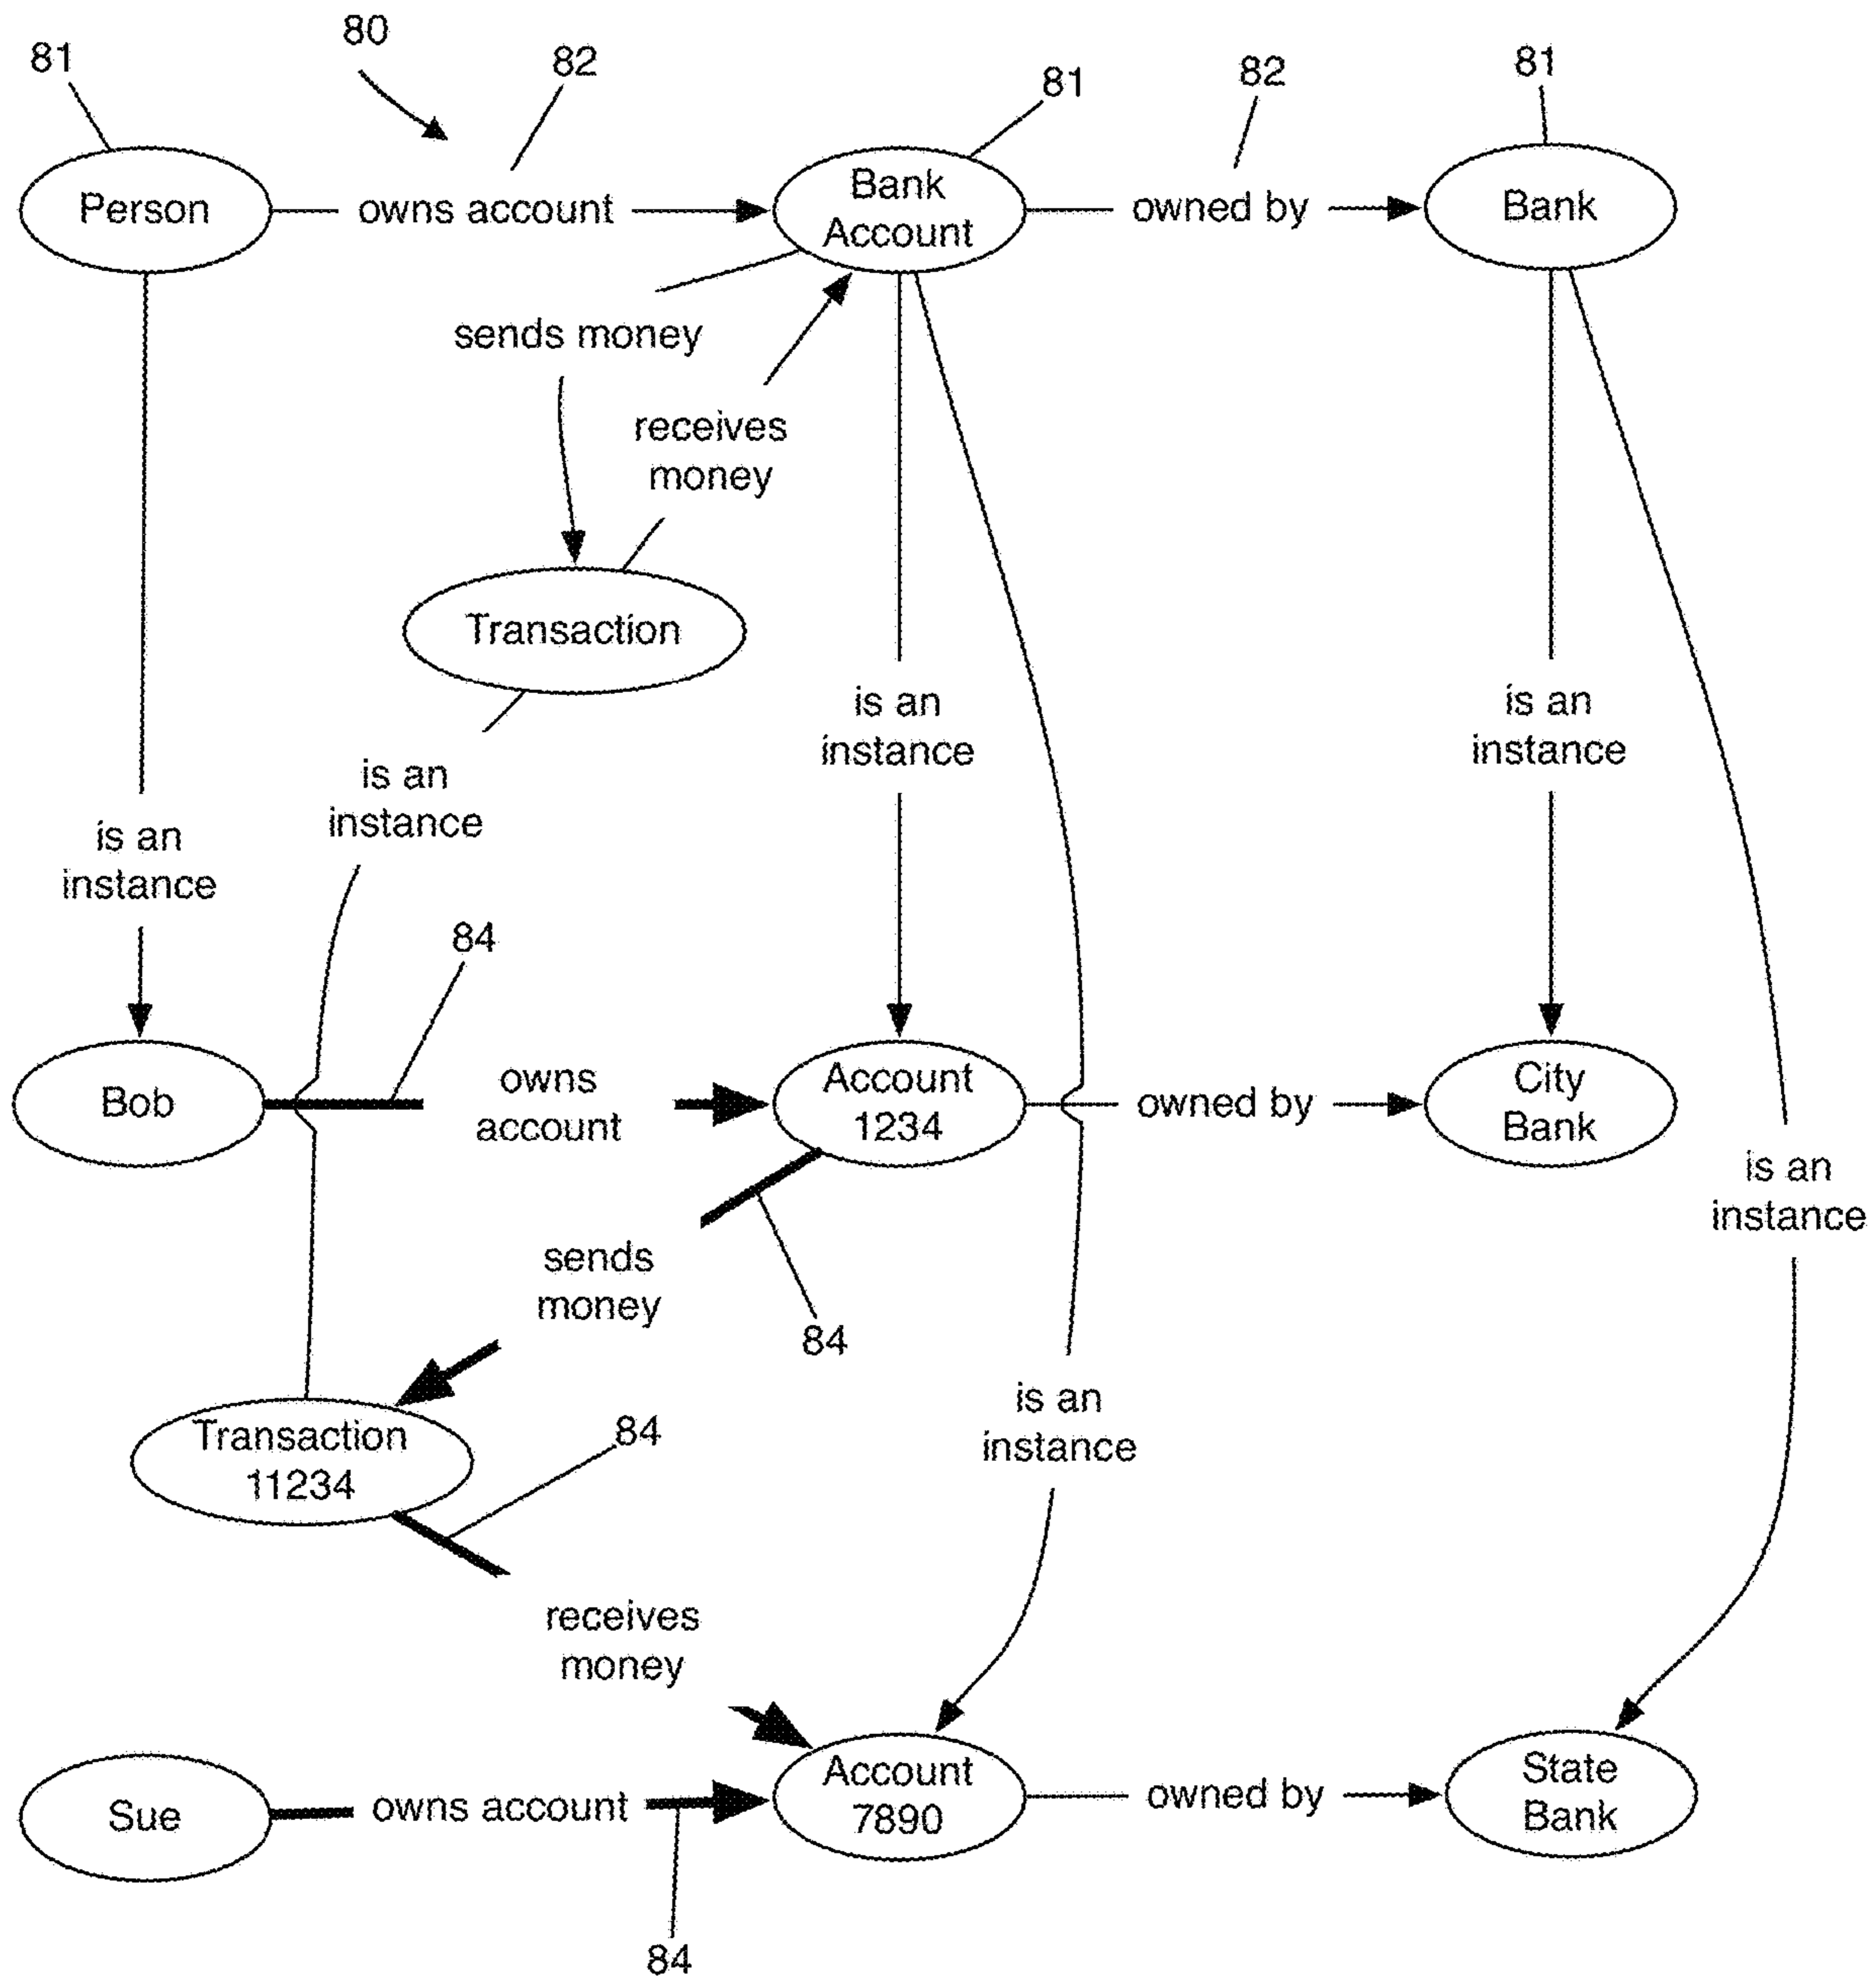 80
81
82
81
82
81
Person
owns account
Bank
Account
owned by
Bank
sends money
receives
money
Transaction
is an
instance
is an
instance
is an
instance
is an
instance
84
Bob
owns
account
Account
1234
owned by
City
Bank
is an
instance
sends
money
84
is an
instance
Transaction
11234
84
receives
money
Sue
owns account
Account
7890
owned by
State
Bank
84